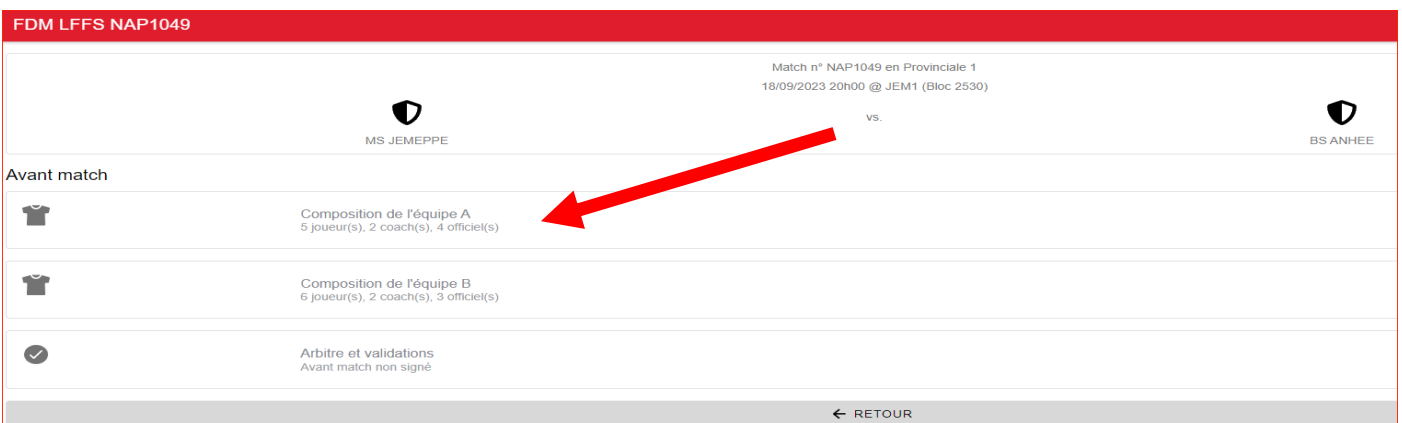 FDM LFFS NAP1049
Match n° NAP1049 en Provinciale 1
18/09/2023 20h00 @ JEM1 (Bloc 2530)
vs.
MS JEMEPPE
BS ANHEE
Avant match
Composition de l'équipe A
5 joueur(s), 2 coach(s), 4 officiel(s)
Composition de l'équipe B
6 joueur(s), 2 coach(s), 3 officiel(s)
Arbitre et validations
Avant match non signé
← RETOUR